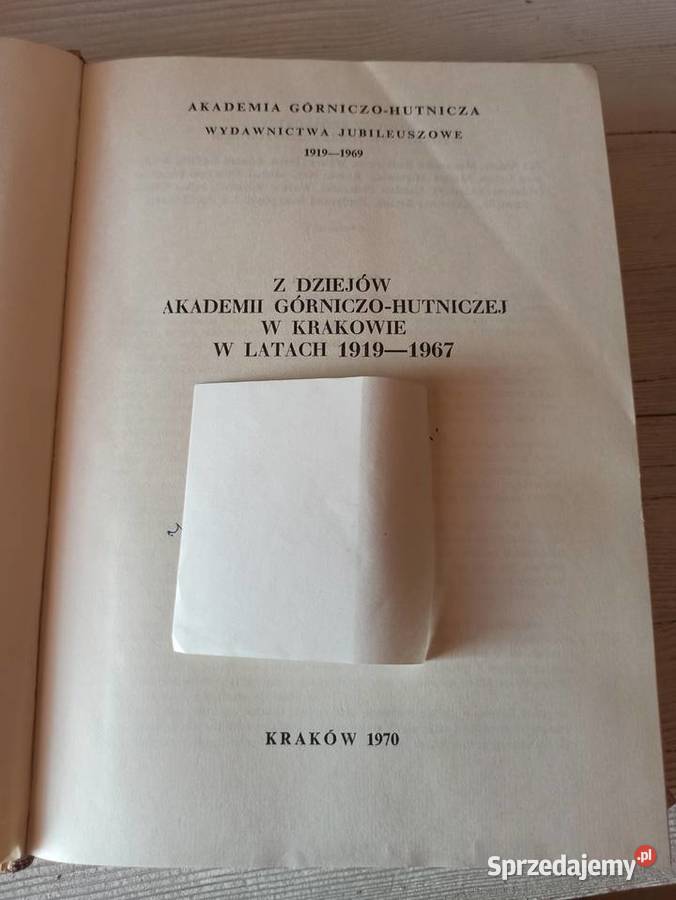 AKADEMIA GÓRNICZO-HUTNICZA
WYDAWNICTWA JUBILEUSZOWE
1919—1969
Z DZIEJÓW
AKADEMII GÓRNICZO-HUTNICZEJ
W KRAKOWIE
W LATACH 1919—1967
KRAKÓW 1970
Sprzedajemy.pl